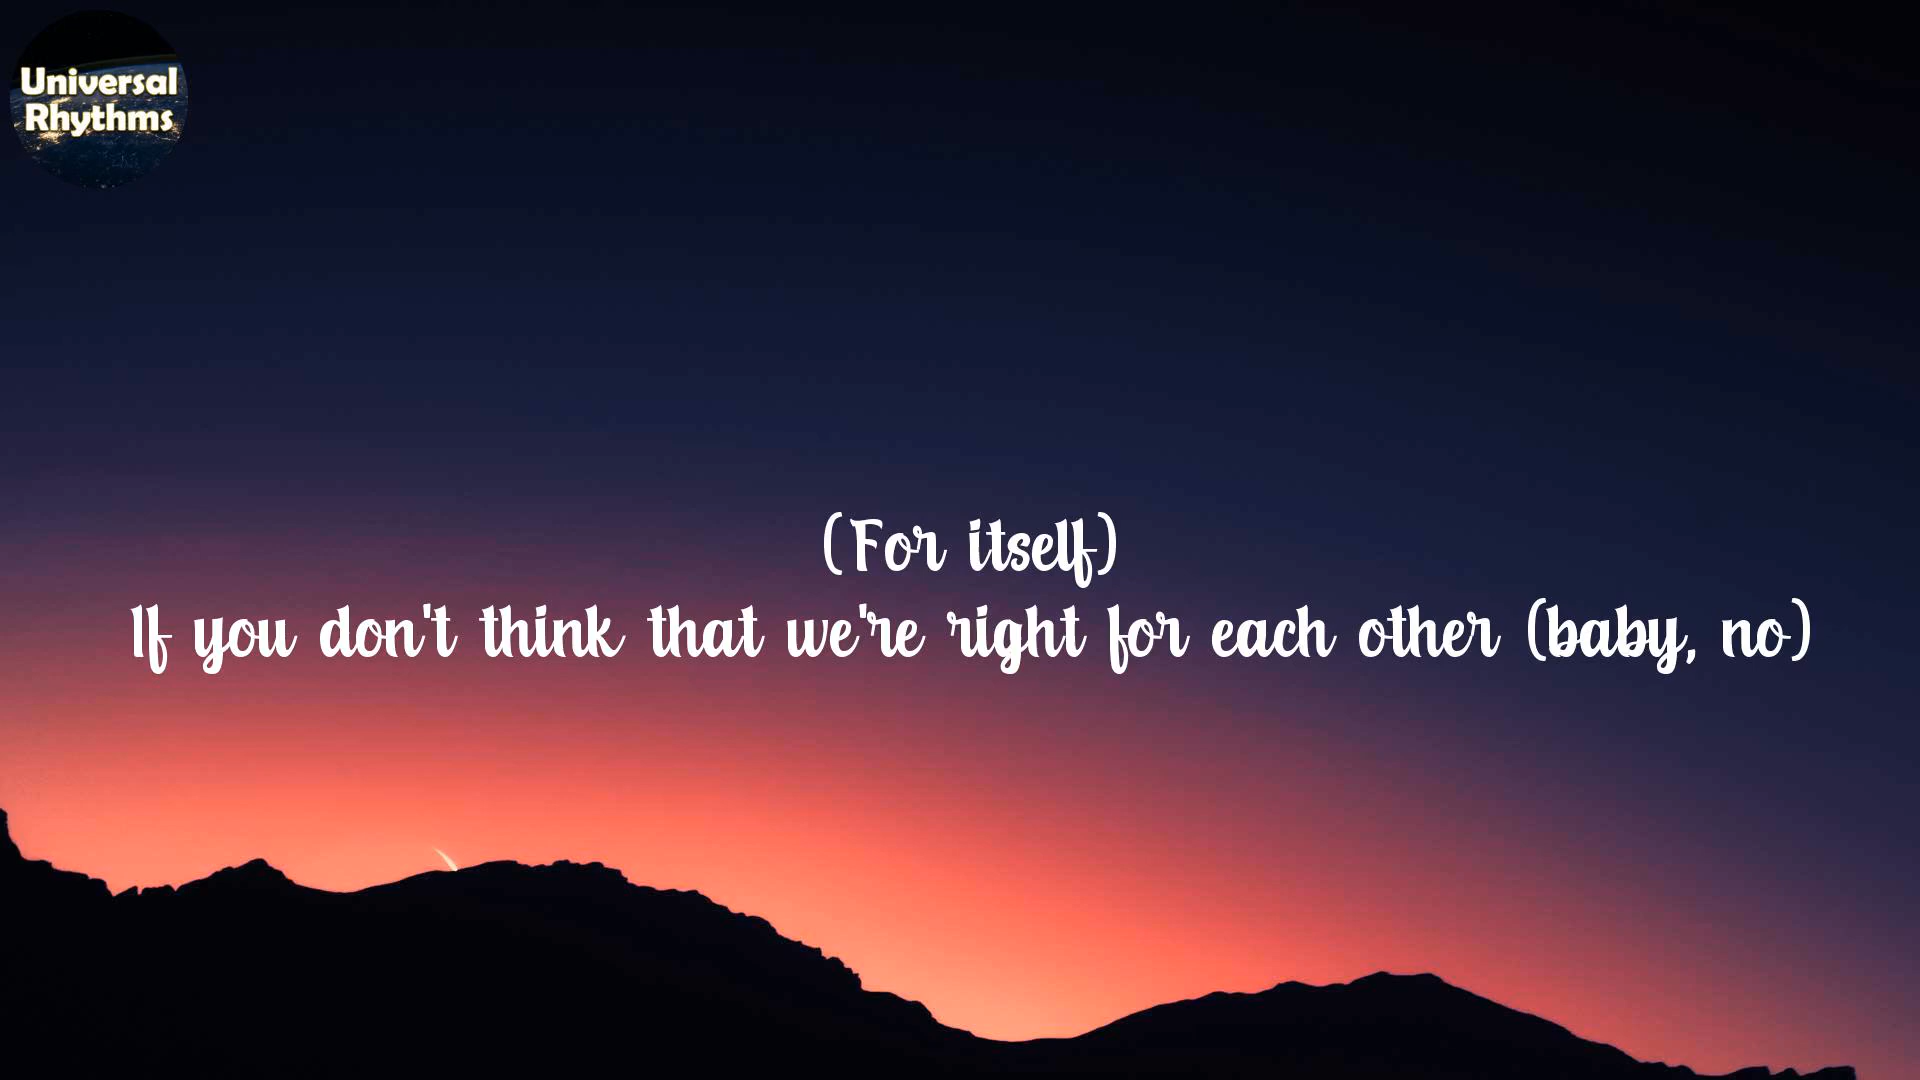 Universal
Rhythms
(For itself)
If you don't think that we're right for each other (baby, no)